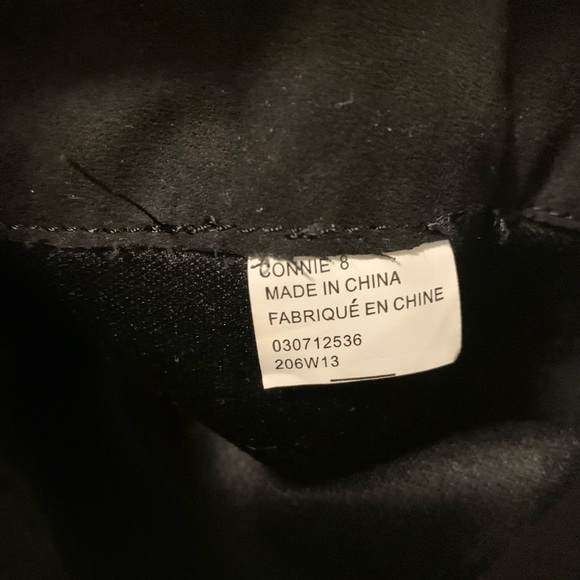 CONNIE 8
MADE IN CHINA
FABRIQUÉ EN CHINE
030712536
206W13